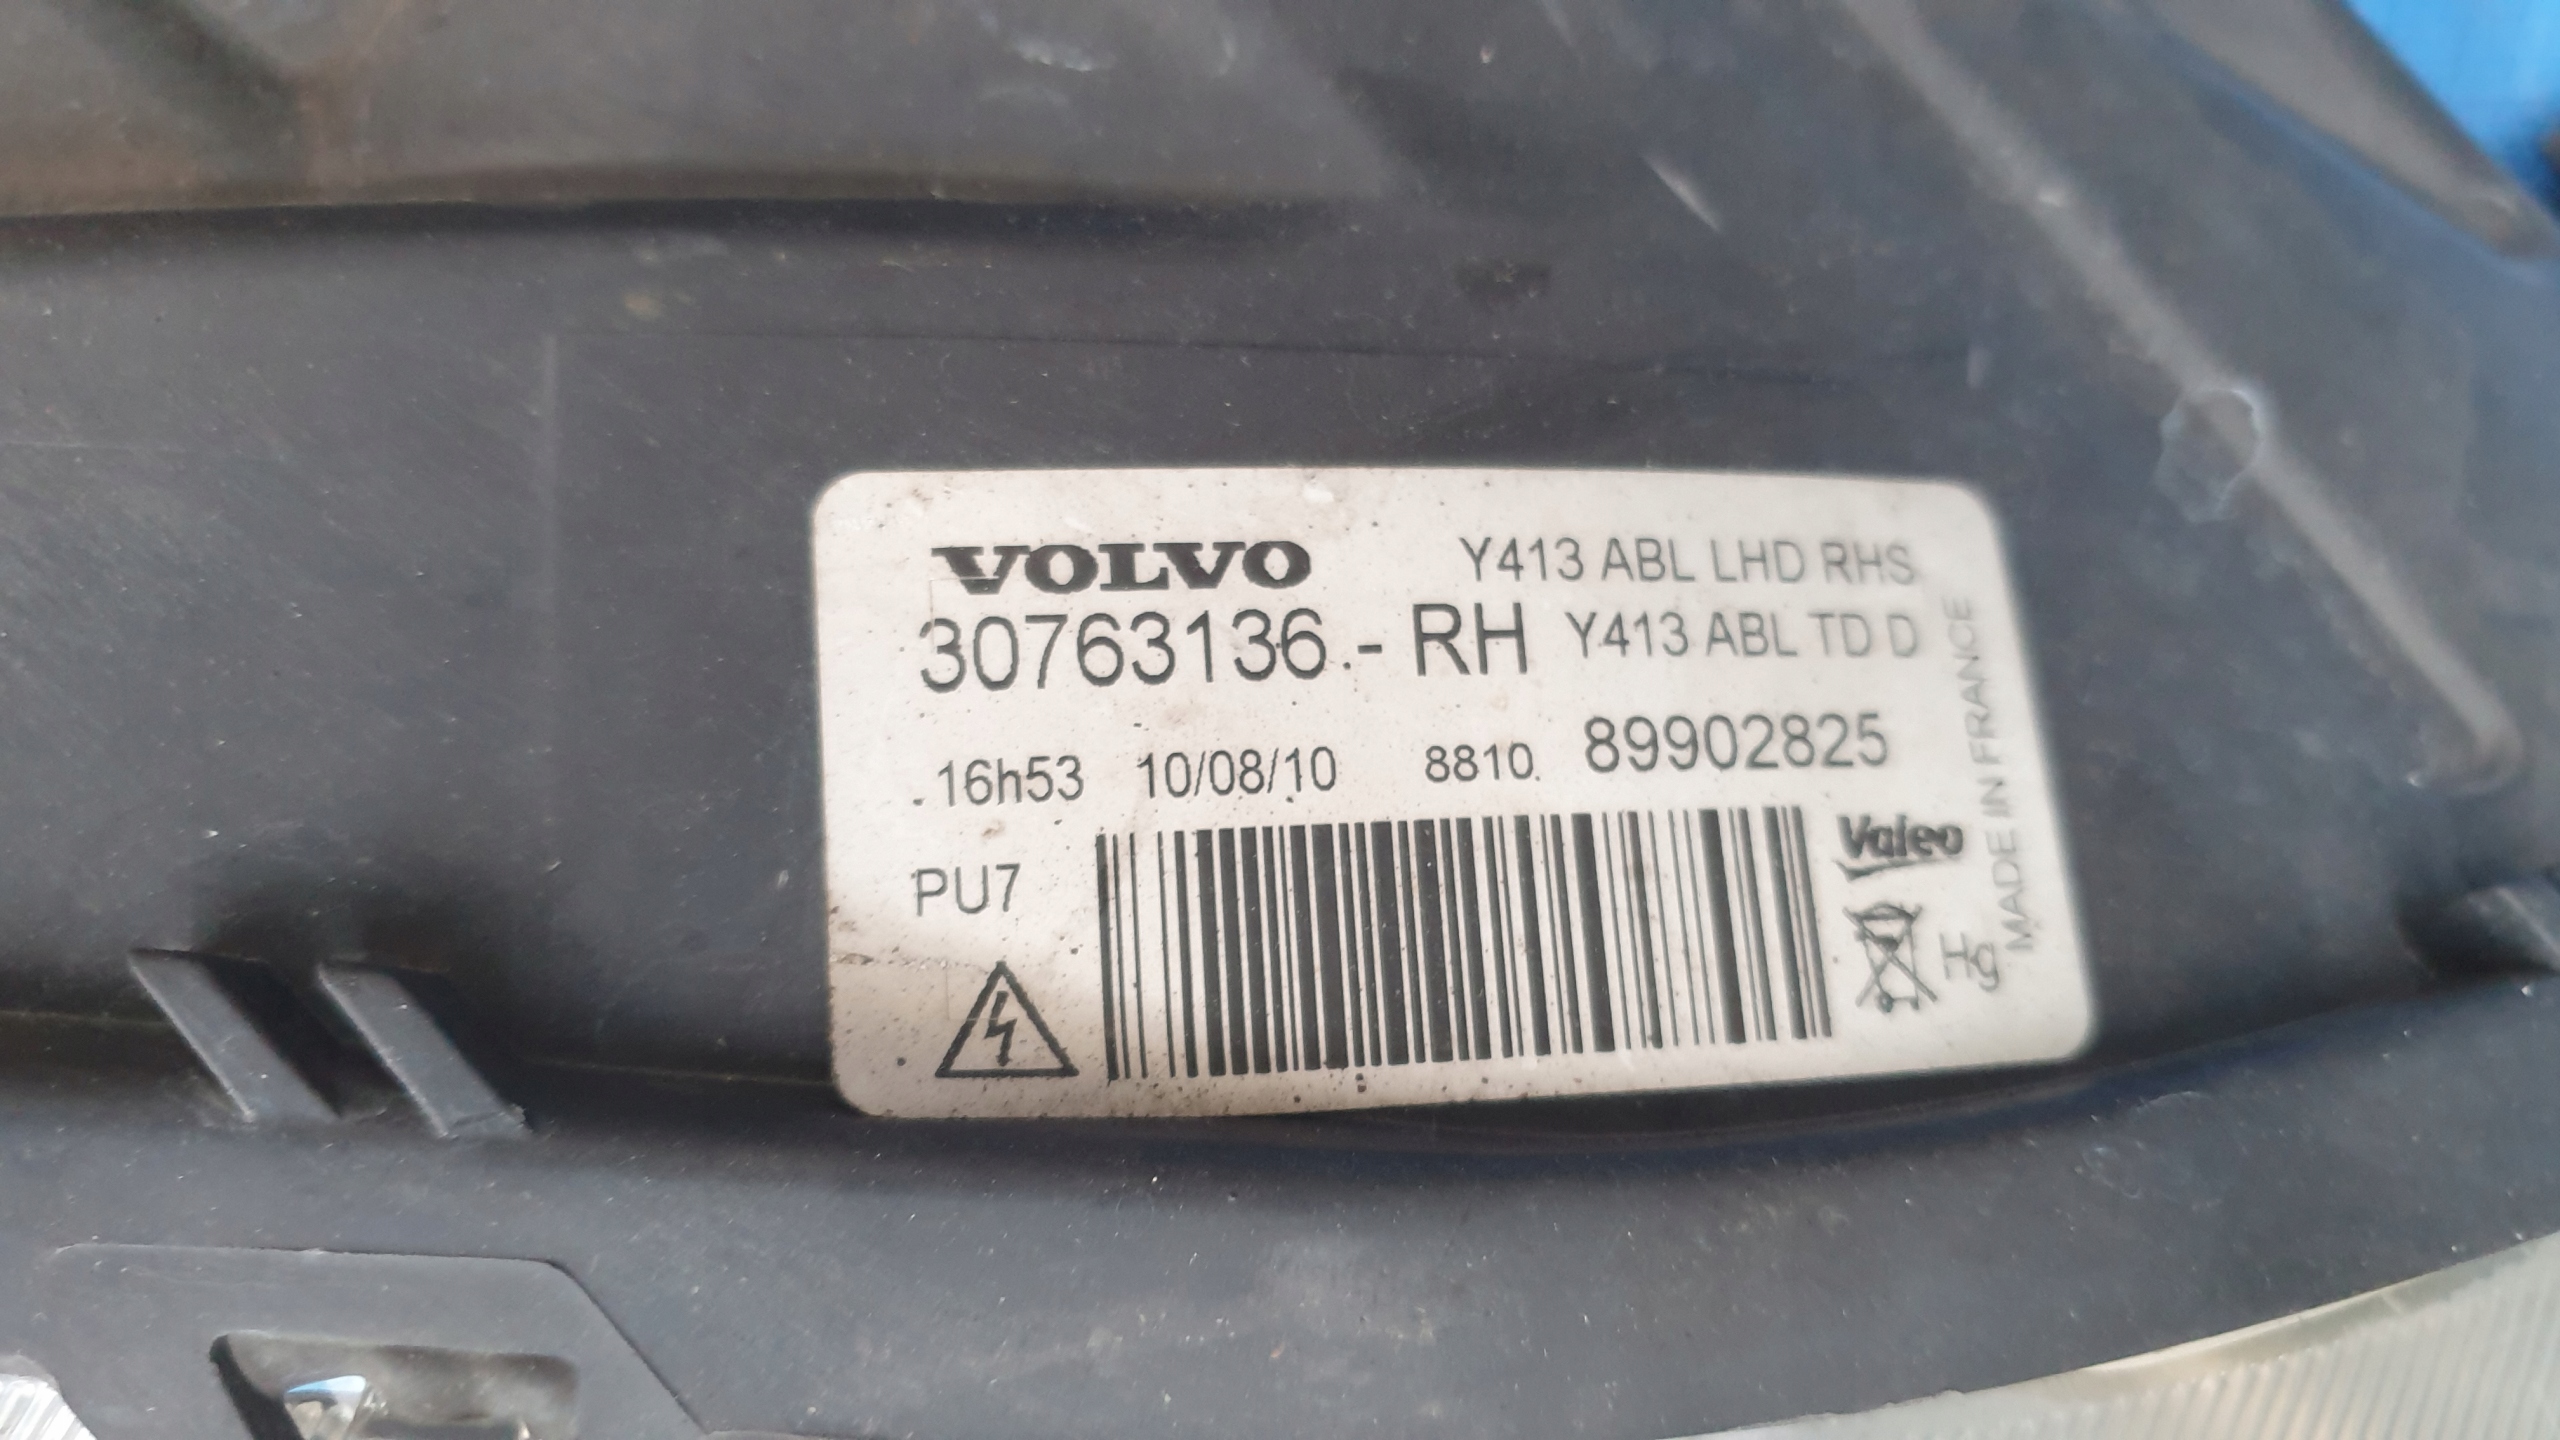 VOLVO Y413 ABL LHD RHS
30763136.- RH Y413 ABL TD D
16h53 10/08/10 8810 89902825
PU7
Valeo
MADE IN FRANCE